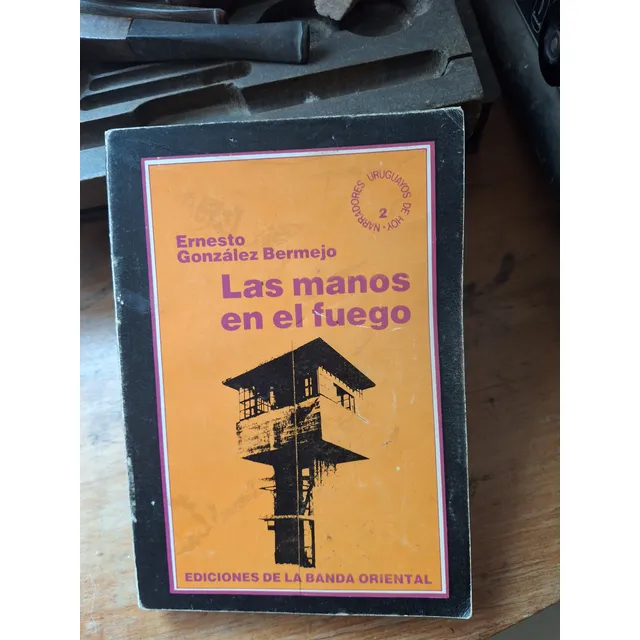 NARRADORES URUGUAYOS DE HOY ·
2
Ernesto
González Bermejo
Las manos
en el fuego
EDICIONES DE LA BANDA ORIENTAL